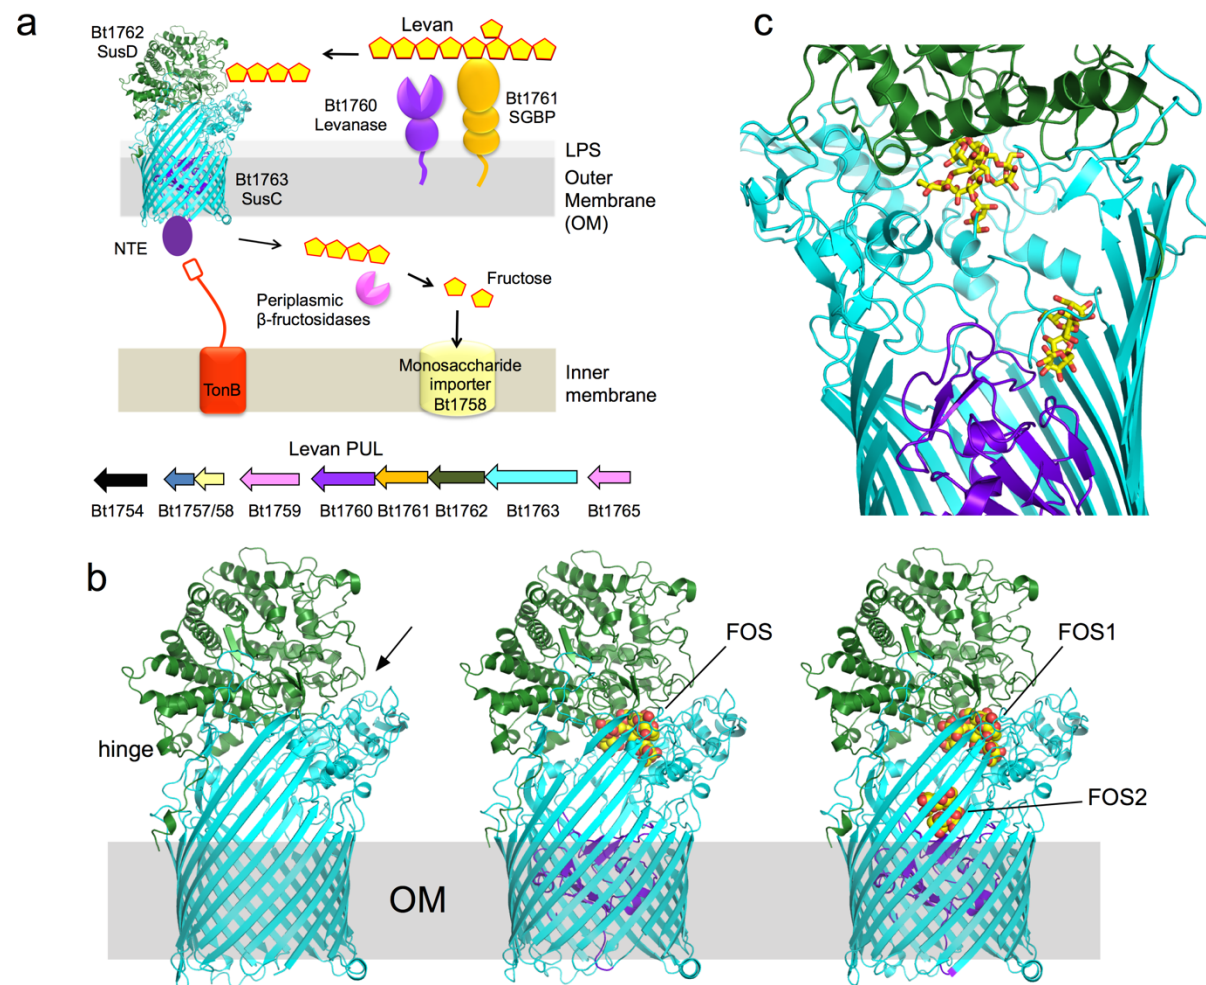 a
Bt1762
SusD
Levan
Bt1760
Levanase
Bt1761
SGBP
LPS
Outer
Membrane
(OM)
Bt1763
SusC
NTE
Periplasmic
β-fructosidases
Fructose
TonB
Monosaccharide
importer
Bt1758
Inner
membrane
Levan PUL
Bt1754 Bt1757/58 Bt1759 Bt1760 Bt1761 Bt1762 Bt1763 Bt1765
c
b
hinge
OM
FOS
FOS1
FOS2